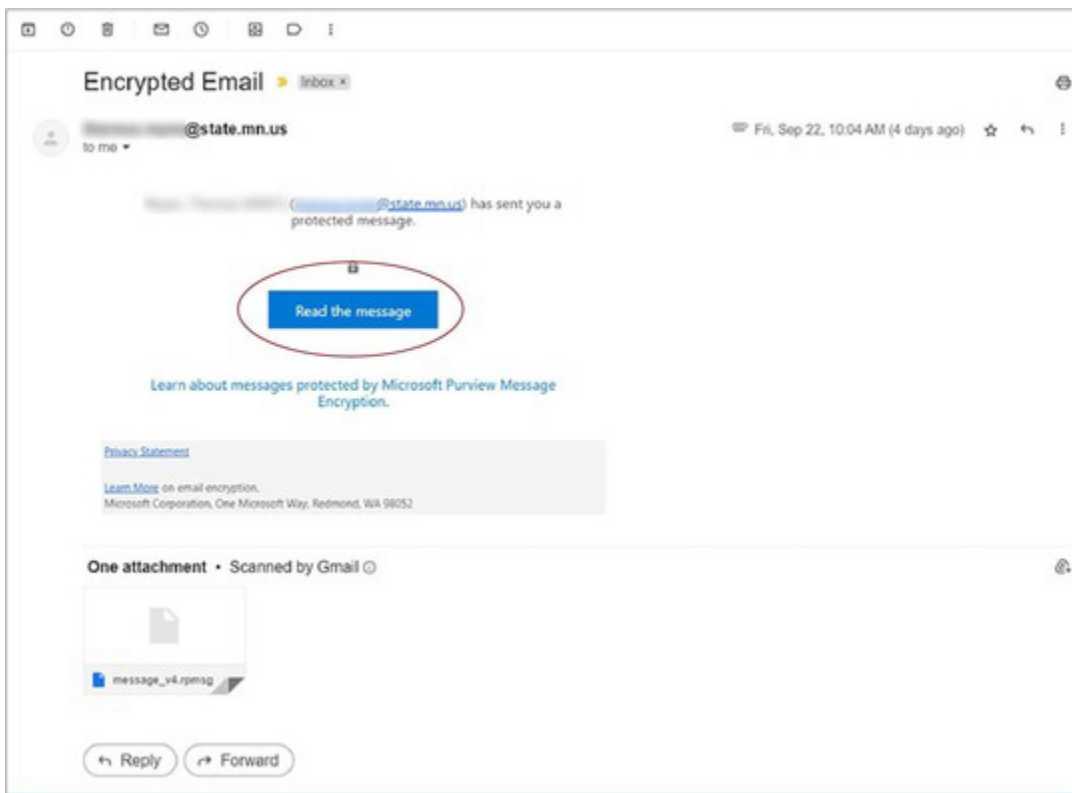 Encrypted Email Inbox ×
@state.mn.us
Fri, Sep 22, 10:04 AM (4 days ago)
to me
(@state.mn.us) has sent you a
protected message.
Read the message
Learn about messages protected by Microsoft Purview Message
Encryption.
Privacy Statement
Learn More on email encryption.
Microsoft Corporation, One Microsoft Way, Redmond, WA 98052
One attachment • Scanned by Gmail
message_v4.rpmsg
Reply
Forward